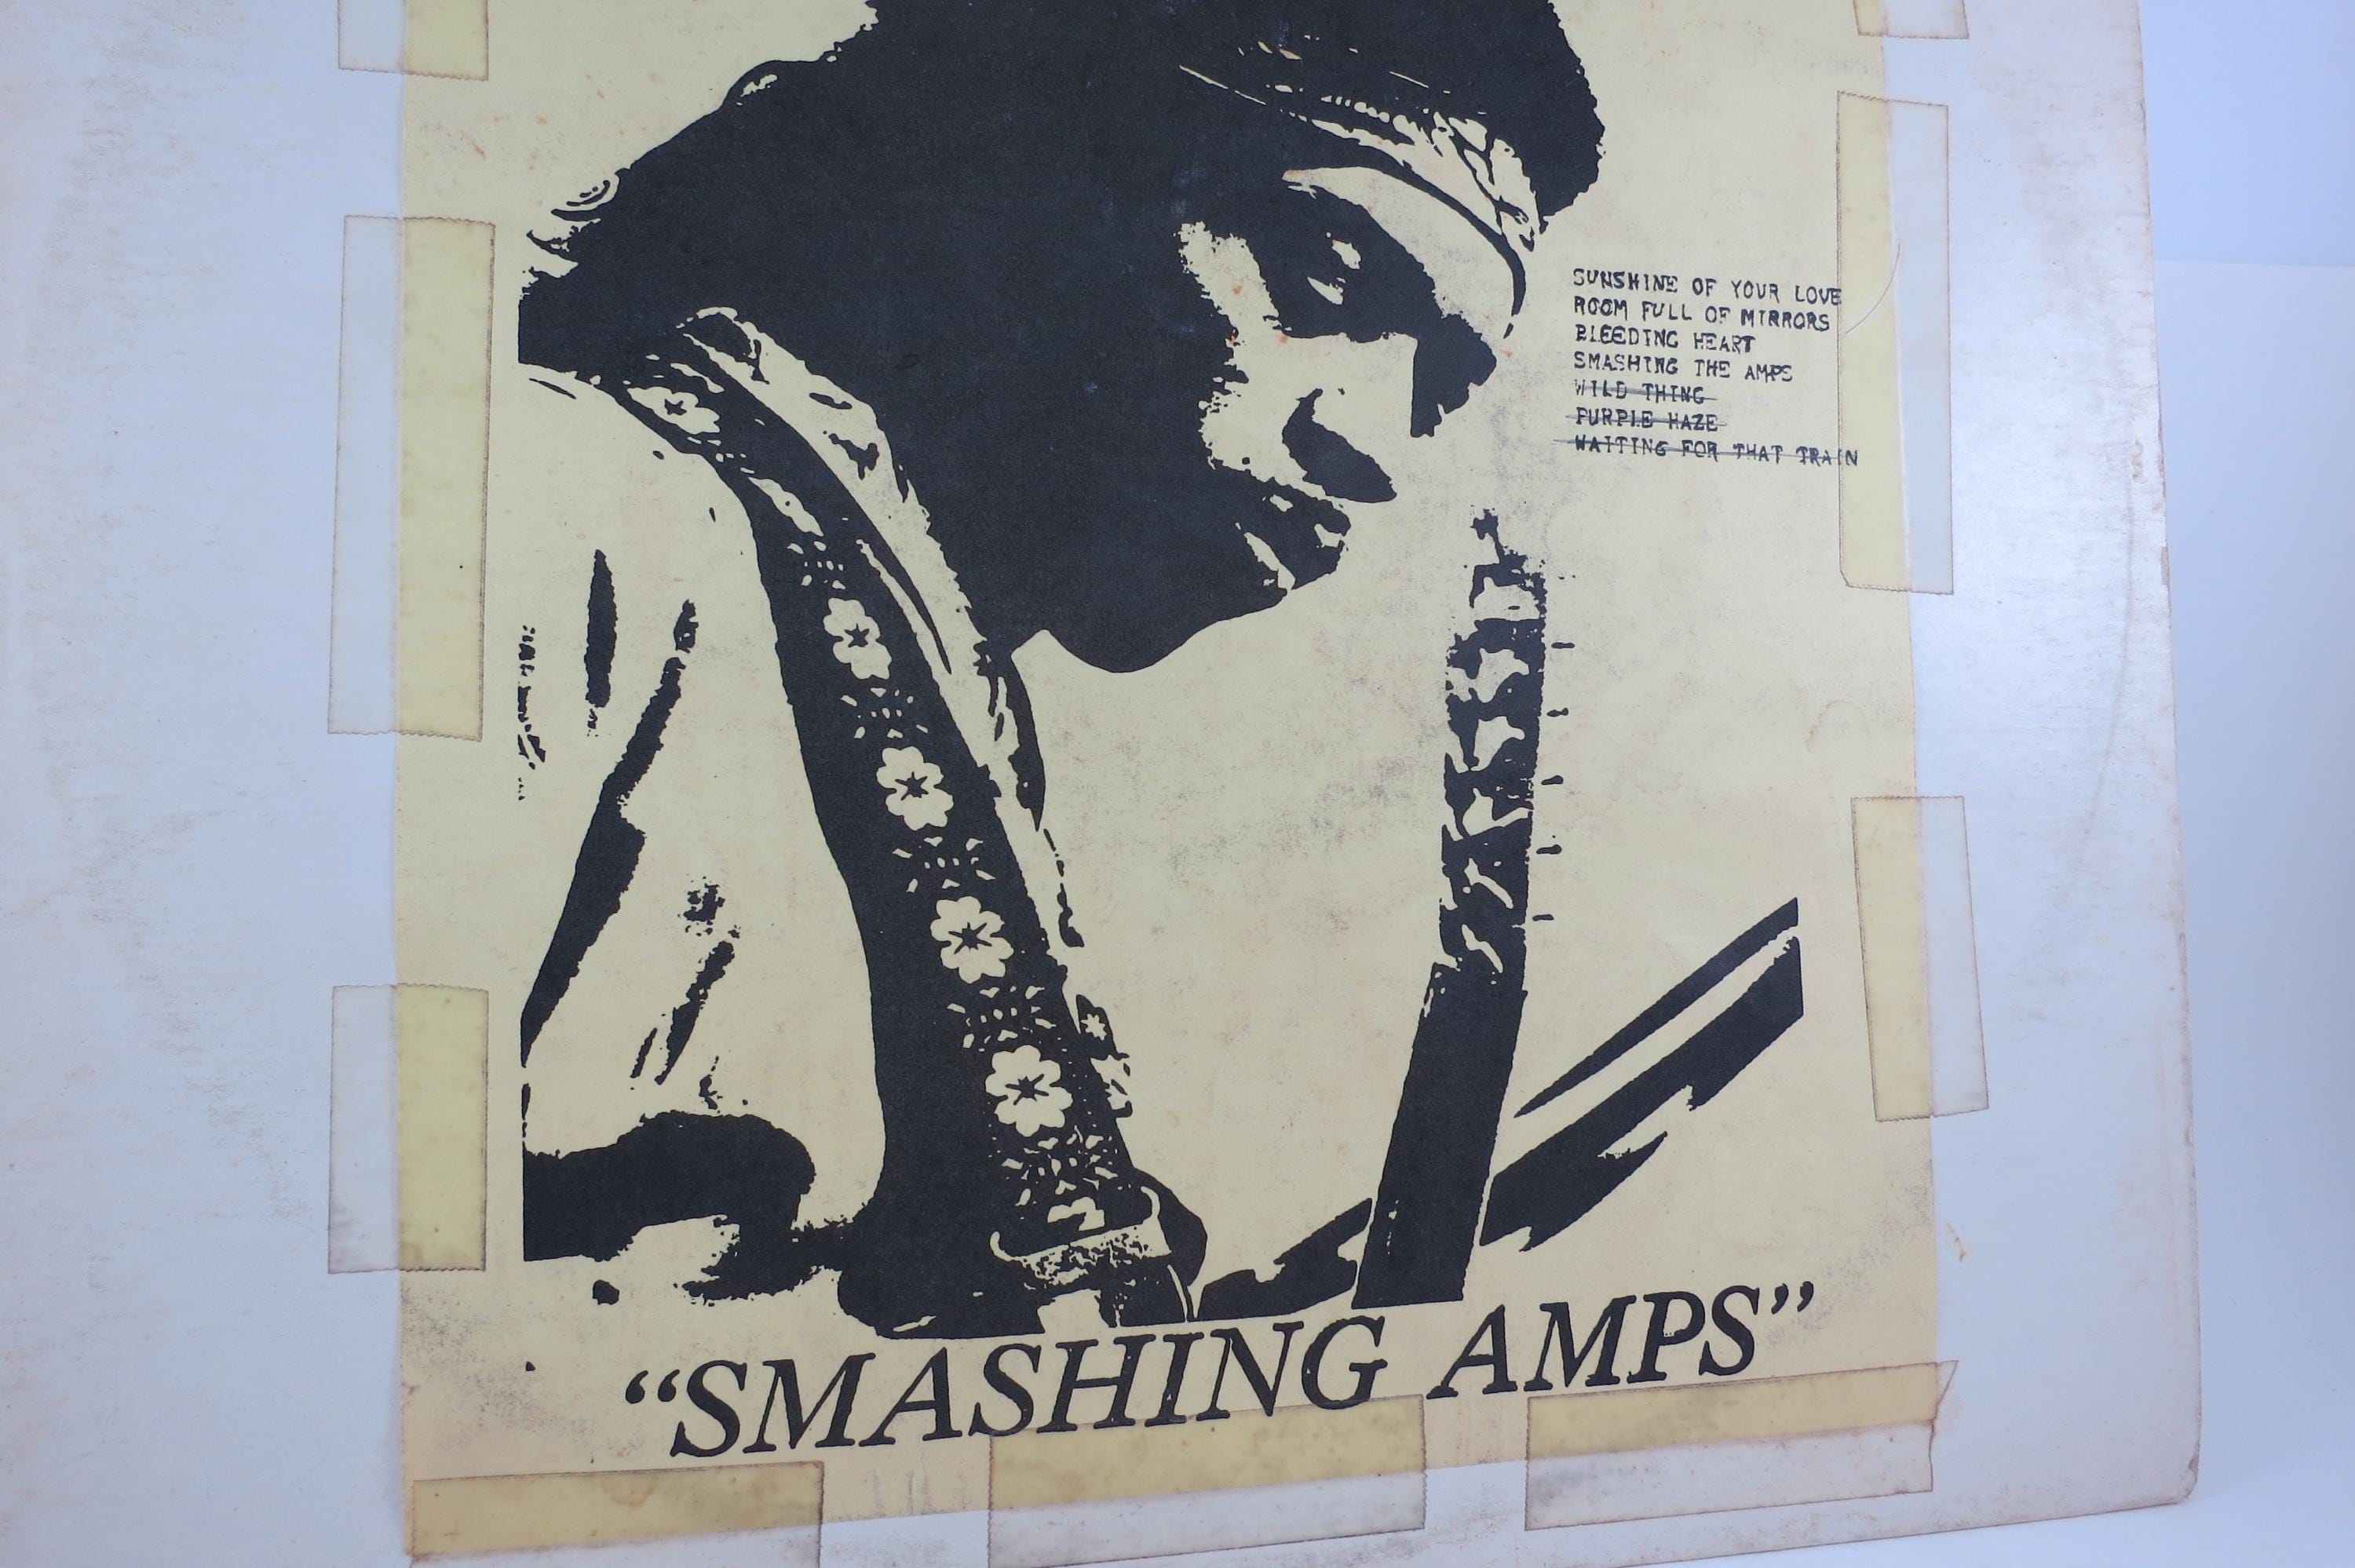 SUNSHINE OF YOUR LOVE
ROOM FULL OF MIRRORS
BLEEDING HEART
SMASHING THE AMPS
WILD THING
PURPLE HAZE
WAITING FOR THAT TRAIN
“SMASHING AMPS”